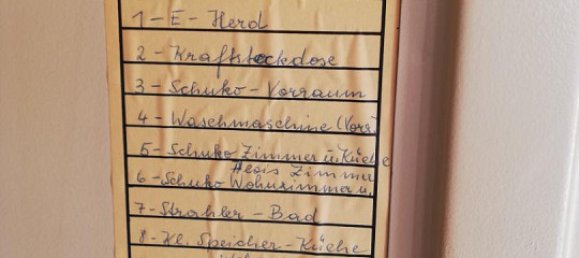 1 - E - Herd
2 - Kraftsteckdose
3 - Schuko - Vorraum
4 - Waschmaschine (Vorr
5 - Schuko Zimmer u. Küche
Alois Zimmer
6 - Schuko Wohnzimmer u.
7 - Strahler - Bad
8 - Kl. Speicher - Küche